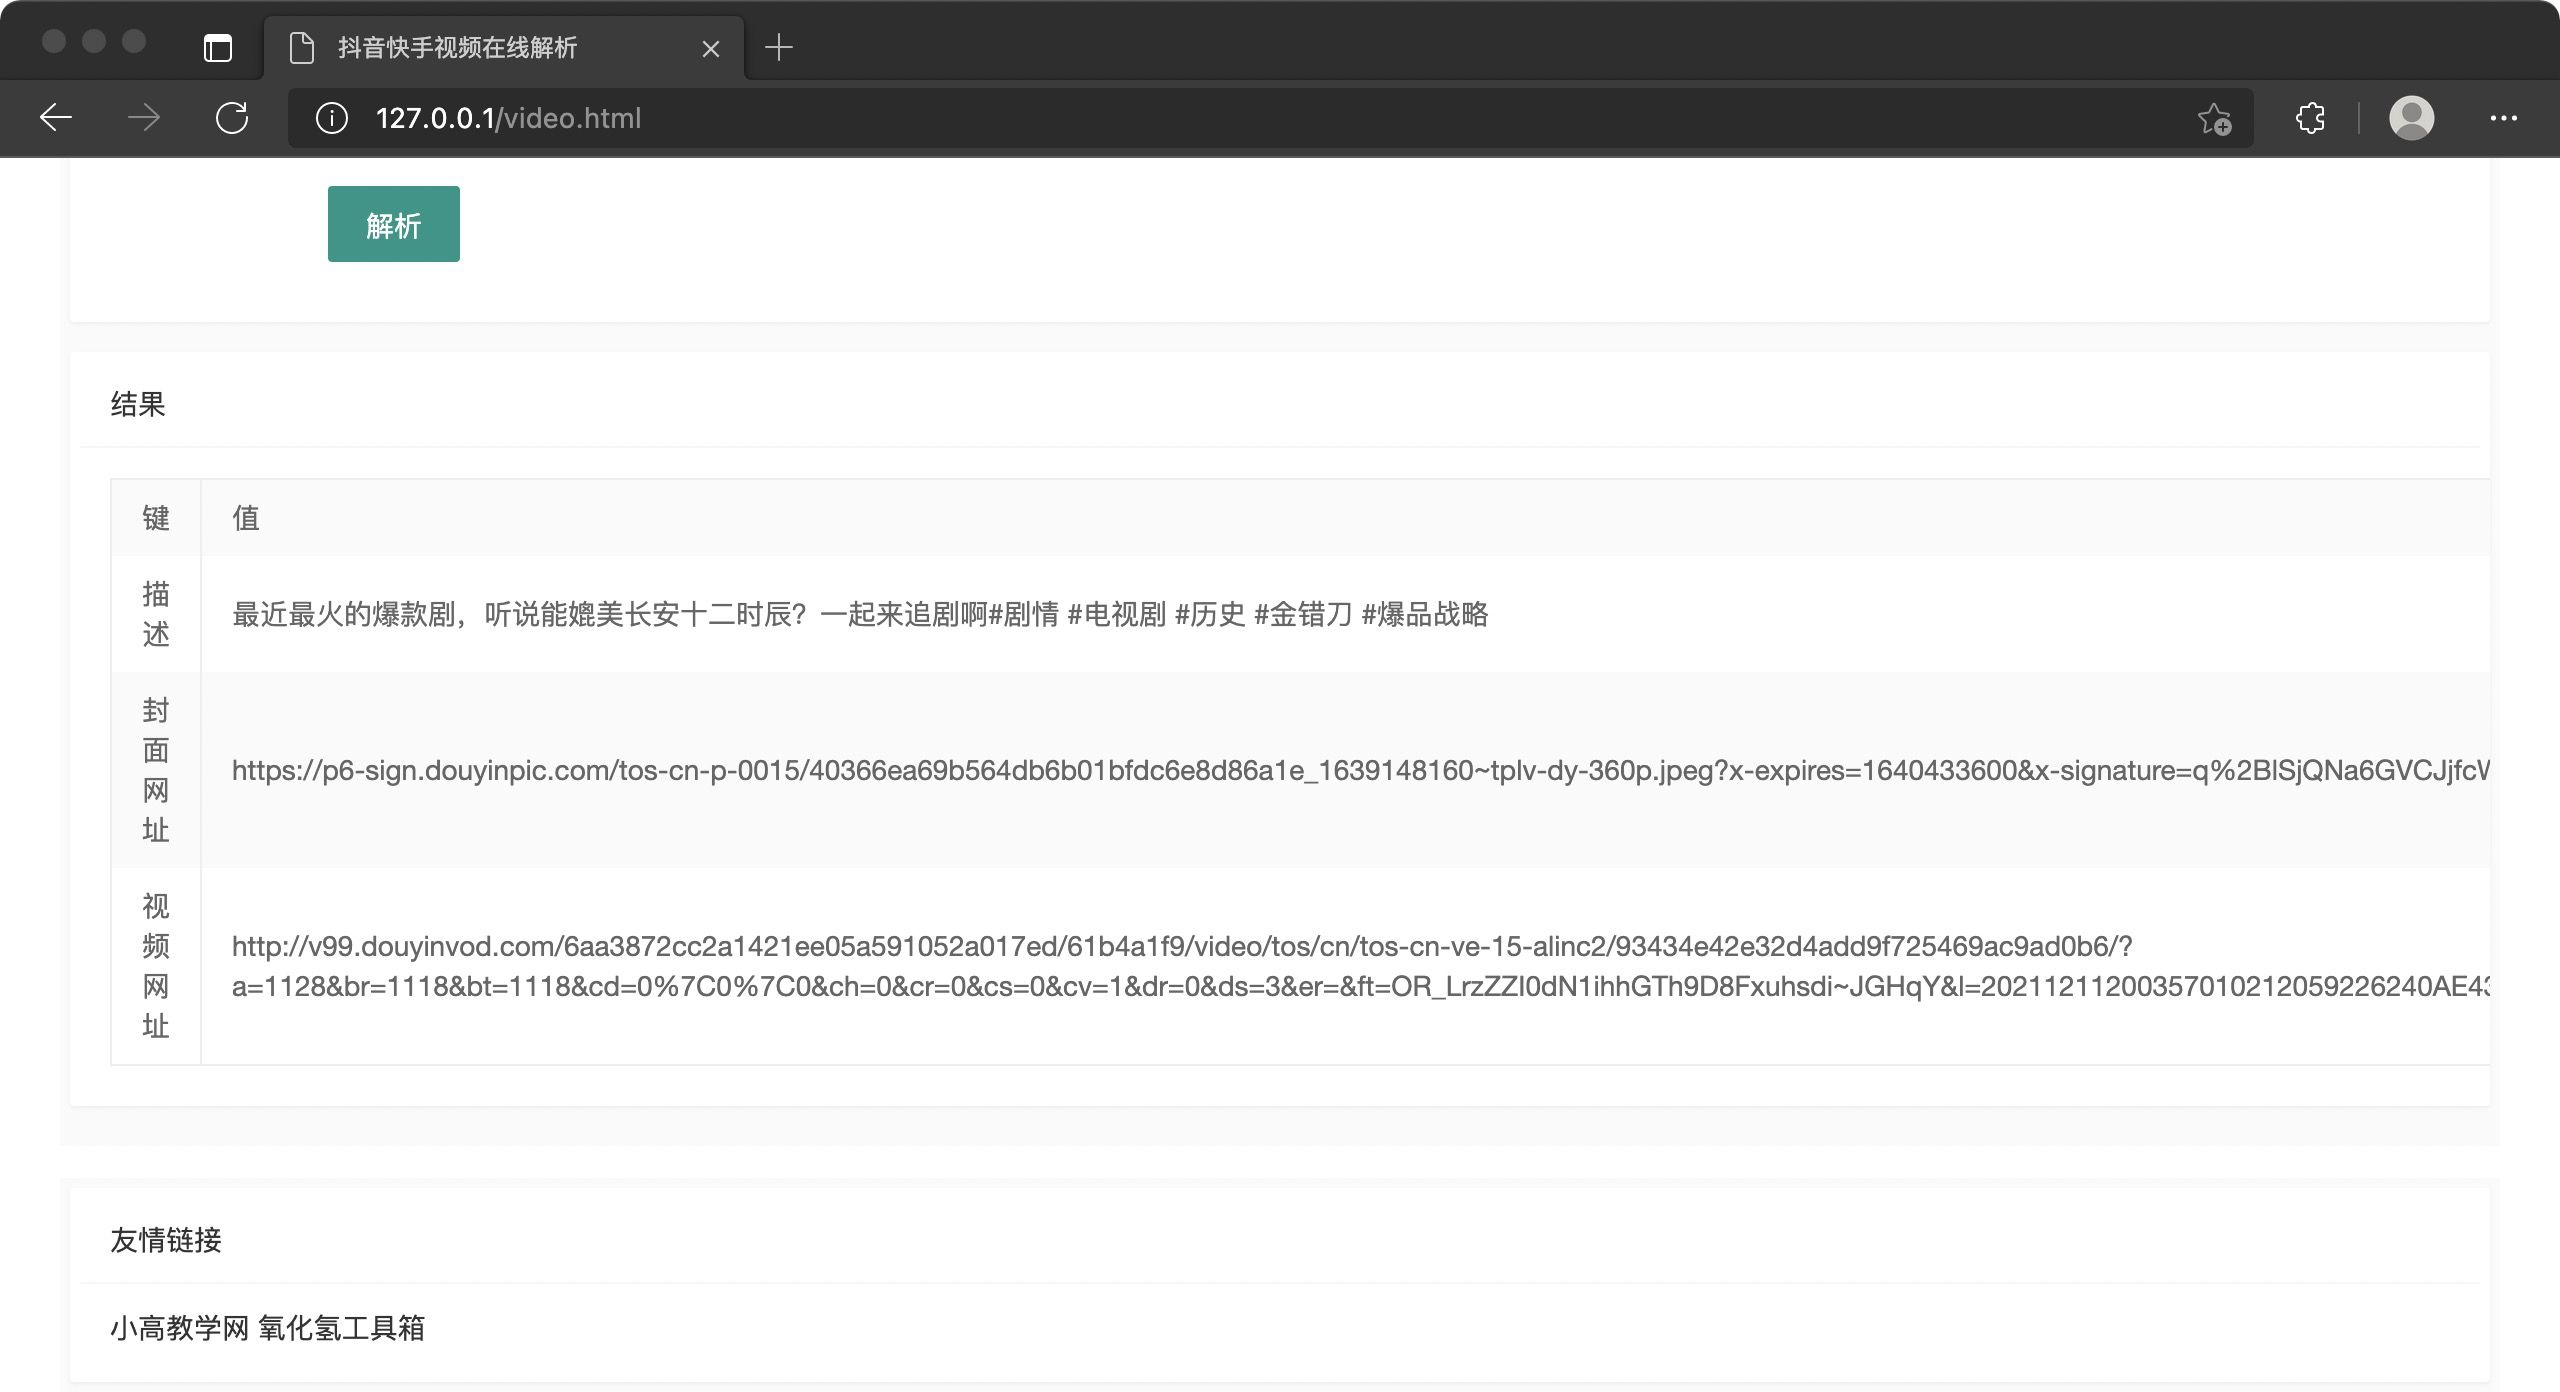 抖音快手视频在线解析
127.0.0.1/video.html
解析
结果
键 值
描述 最近最火的爆款剧，听说能媲美长安十二时辰？一起来追剧啊#剧情 #电视剧 #历史 #金错刀 #爆品战略
封面网址 https://p6-sign.douyinpic.com/tos-cn-p-0015/40366ea69b564db6b01bfdc6e8d86a1e_1639148160~tplv-dy-360p.jpeg?x-expires=1640433600&x-signature=q%2BlSjQNa6GVCJjfcW
视频网址 http://v99.douyinvod.com/6aa3872cc2a1421ee05a591052a017ed/61b4a1f9/video/tos/cn/tos-cn-ve-15-alinc2/93434e42e32d4add9f725469ac9ad0b6/?
a=1128&br=1118&bt=1118&cd=0%7C0%7C0&ch=0&cr=0&cs=0&cv=1&dr=0&ds=3&er=&ft=OR_LrzZZI0dN1ihhGTh9D8Fxuhsdi~JGHqY&l=202112111200357010212059226240AE43
友情链接
小高教学网 氧化氢工具箱